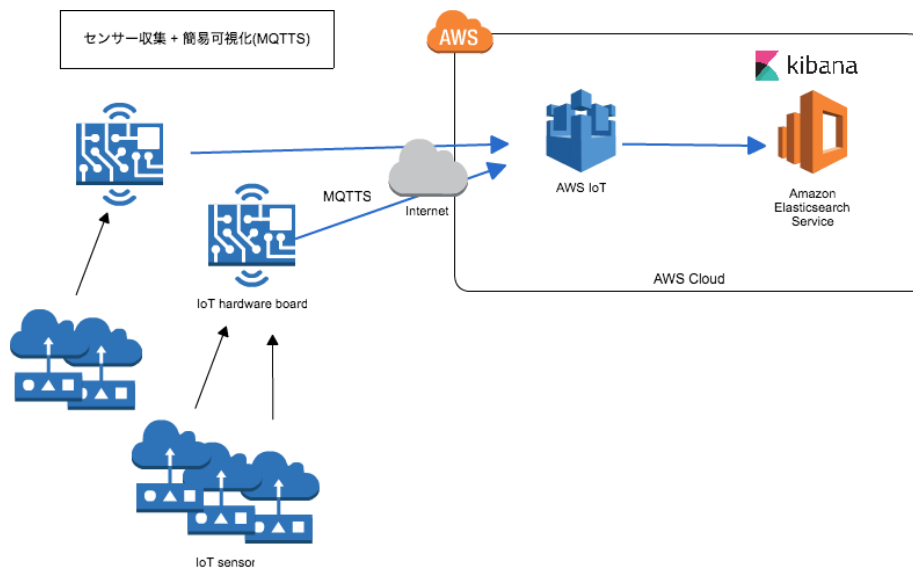 センサー収集 + 簡易可視化(MQTTS)
AWS
kibana
MQTTS
Internet
AWS IoT
Amazon
Elasticsearch
Service
AWS Cloud
IoT hardware board
IoT sensor